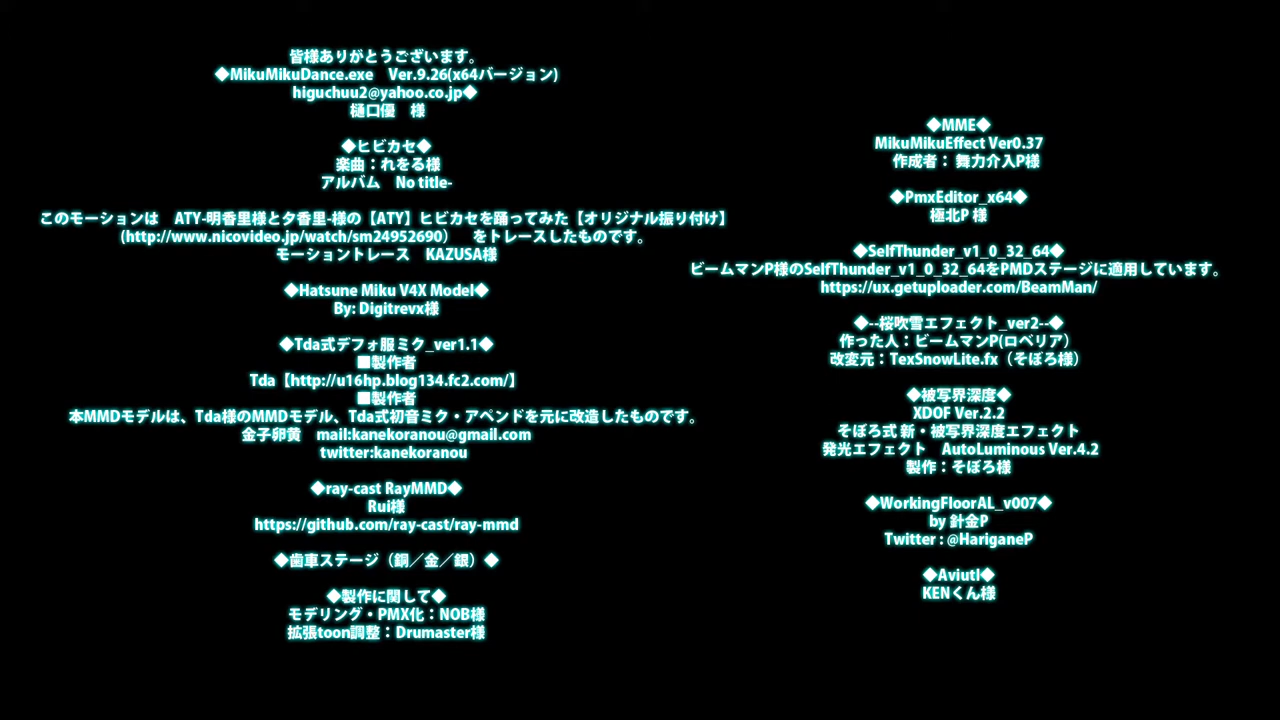 皆様ありがとうございます。
◆MikuMikuDance.exe　Ver.9.26(x64バージョン)
higuchuu2@yahoo.co.jp◆
樋口優　様
◆ヒビカセ◆
楽曲：れをる様
アルバム　No title-
このモーションは　ATY-明香里様と夕香里-様の【ATY】ヒビカセを踊ってみた【オリジナル振り付け】
(http://www.nicovideo.jp/watch/sm24952690）　をトレースしたものです。
モーショントレース　KAZUSA様
◆Hatsune Miku V4X Model◆
By: Digitrevx様
◆Tda式デフォ服ミク_ver1.1◆
■製作者
Tda【http://u16hp.blog134.fc2.com/】
■製作者
本MMDモデルは、Tda様のMMDモデル、Tda式初音ミク・アペンドを元に改造したものです。
金子卵黄　mail:kanekoranou@gmail.com
twitter:kanekoranou
◆ray-cast RayMMD◆
Rui様
https://github.com/ray-cast/ray-mmd
◆歯車ステージ（銅／金／銀）◆
◆製作に関して◆
モデリング・PMX化：NOB様
拡張toon調整：Drumaster様
◆MME◆
MikuMikuEffect Ver0.37
作成者： 舞力介入P様
◆PmxEditor_x64◆
極北P 様
◆SelfThunder_v1_0_32_64◆
ビームマンP様のSelfThunder_v1_0_32_64をPMDステージに適用しています。
https://ux.getuploader.com/BeamMan/
◆--桜吹雪エフェクト_ver2--◆
作った人：ビームマンP(ロベリア）
改変元：TexSnowLite.fx（そぼろ様）
◆被写界深度◆
XDOF Ver.2.2
そぼろ式 新・被写界深度エフェクト
発光エフェクト　AutoLuminous Ver.4.2
製作：そぼろ様
◆WorkingFloorAL_v007◆
by 針金P
Twitter : @HariganeP
◆Aviutl◆
KENくん様